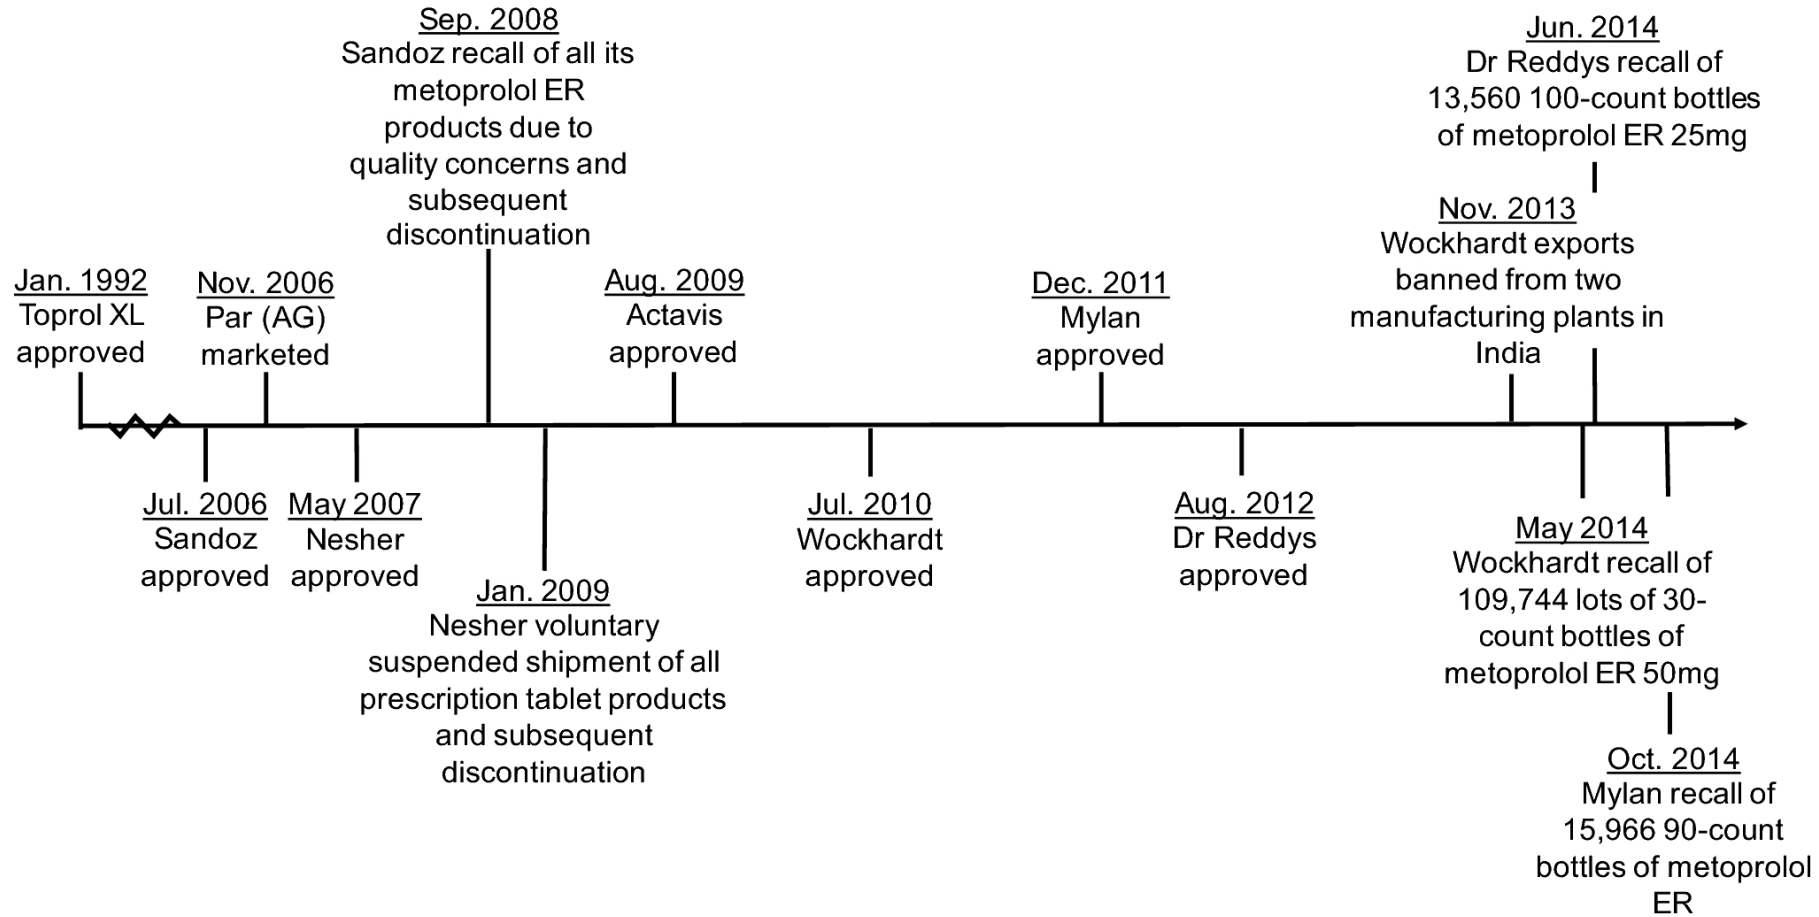 Jan. 1992
Toprol XL
approved
Jul. 2006
Sandoz
approved
Nov. 2006
Par (AG)
marketed
May 2007
Nesher
approved
Sep. 2008
Sandoz recall of all its
metoprolol ER
products due to
quality concerns and
subsequent
discontinuation
Jan. 2009
Nesher voluntary
suspended shipment of all
prescription tablet products
and subsequent
discontinuation
Aug. 2009
Actavis
approved
Jul. 2010
Wockhardt
approved
Dec. 2011
Mylan
approved
Aug. 2012
Dr Reddys
approved
Nov. 2013
Wockhardt exports
banned from two
manufacturing plants in
India
May 2014
Wockhardt recall of
109,744 lots of 30-
count bottles of
metoprolol ER 50mg
Jun. 2014
Dr Reddys recall of
13,560 100-count bottles
of metoprolol ER 25mg
Oct. 2014
Mylan recall of
15,966 90-count
bottles of metoprolol
ER